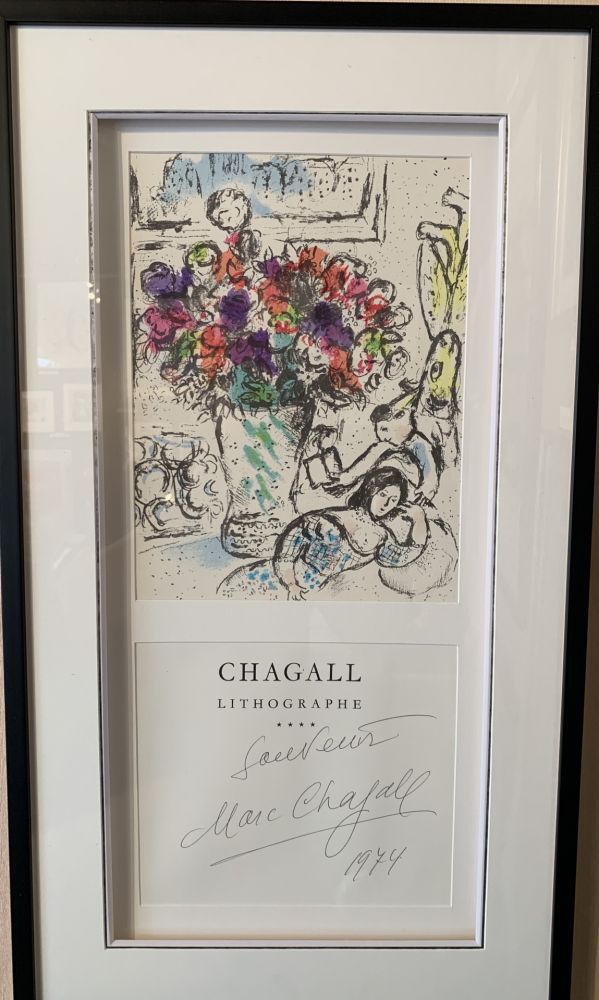 CHAGALL
LITHOGRAPHE
★★★★
Souvenir
Marc Chagall
1974